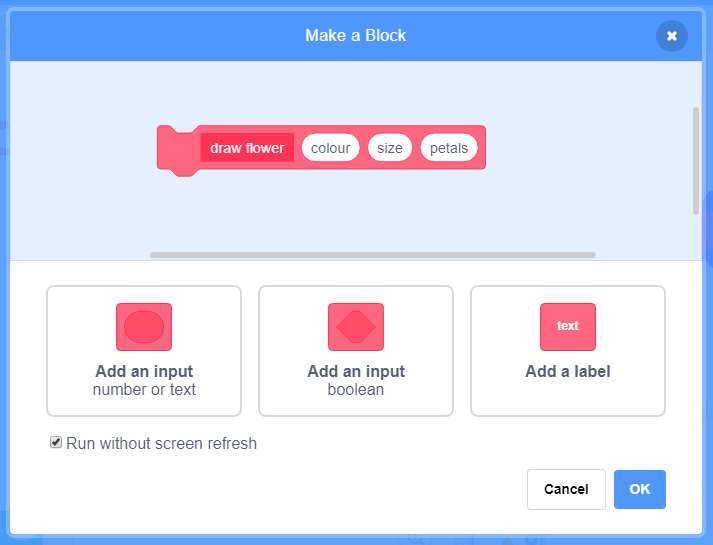 Make a Block
draw flower colour size petals
text
Add an input Add an input Add a label
number or text boolean
Run without screen refresh
Cancel OK